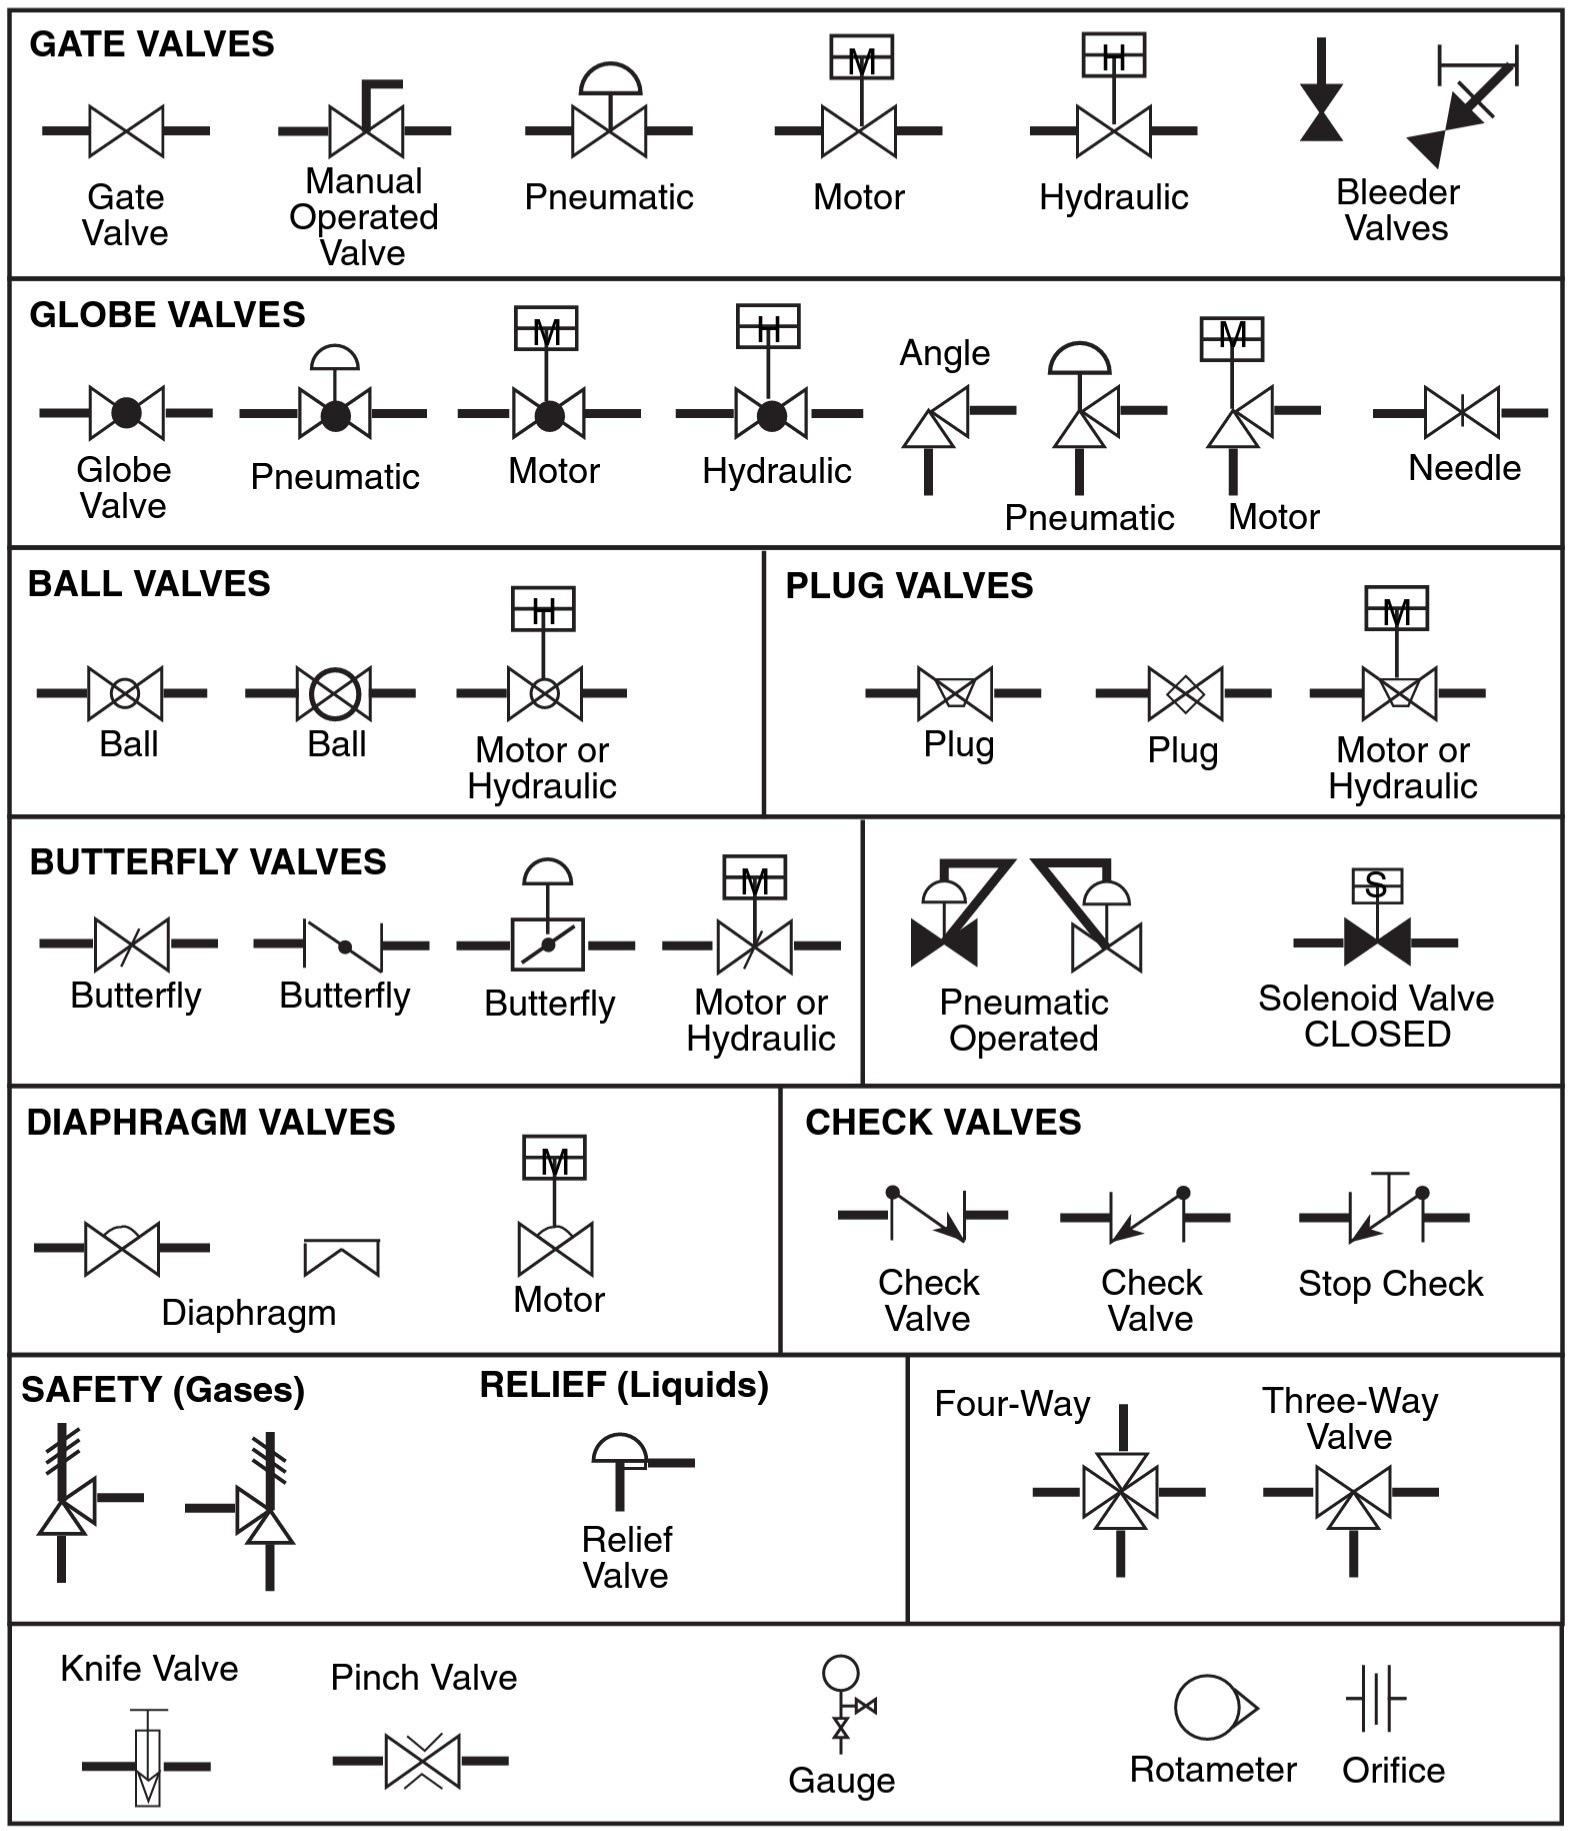 GATE VALVES
M
H
Gate
Valve
Manual
Operated
Valve
Pneumatic
Motor
Hydraulic
Bleeder
Valves
GLOBE VALVES
M
H
M
Angle
Globe
Valve
Pneumatic
Motor
Hydraulic
Pneumatic
Motor
Needle
BALL VALVES
H
Ball
Ball
Motor or
Hydraulic
PLUG VALVES
M
Plug
Plug
Motor or
Hydraulic
BUTTERFLY VALVES
M
Butterfly
Butterfly
Butterfly
Motor or
Hydraulic
S
Pneumatic
Operated
Solenoid Valve
CLOSED
DIAPHRAGM VALVES
M
Diaphragm
Motor
CHECK VALVES
Check
Valve
Check
Valve
Stop Check
SAFETY (Gases)
RELIEF (Liquids)
Relief
Valve
Four-Way
Three-Way
Valve
Knife Valve
Pinch Valve
Gauge
Rotameter
Orifice